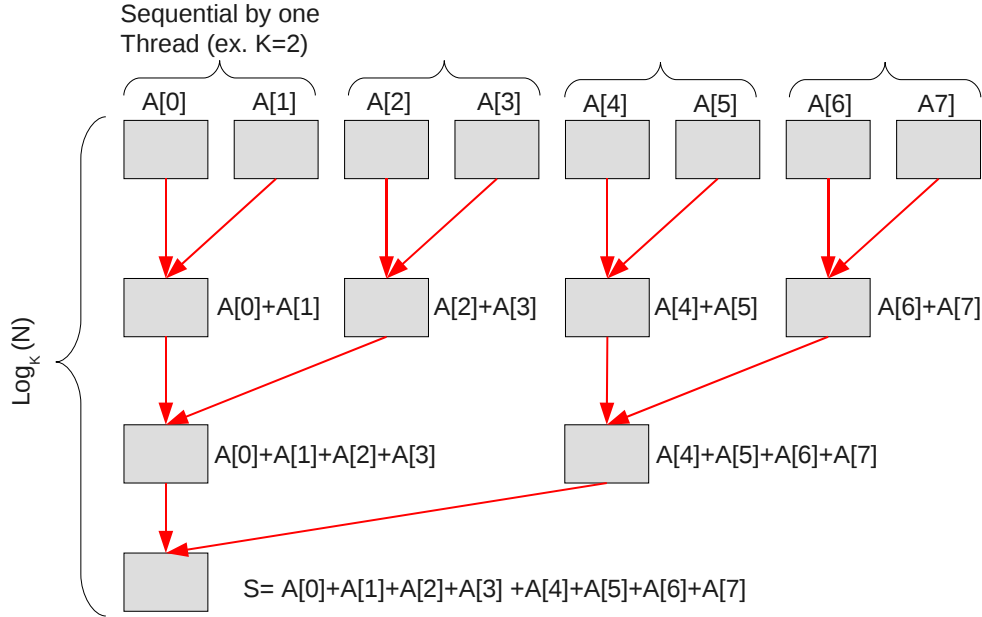 Sequential by one
Thread (ex. K=2)
A[0] A[1] A[2] A[3] A[4] A[5] A[6] A7]
A[0]+A[1] A[2]+A[3] A[4]+A[5] A[6]+A[7]
Log_K (N)
A[0]+A[1]+A[2]+A[3] A[4]+A[5]+A[6]+A[7]
S= A[0]+A[1]+A[2]+A[3] +A[4]+A[5]+A[6]+A[7]